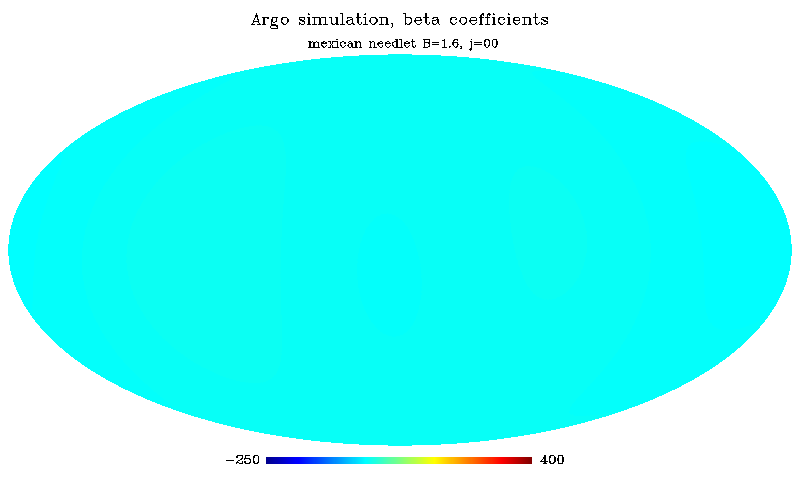 Argo simulation, beta coefficients
mexican needlet B=1.6, j=00
−250 400